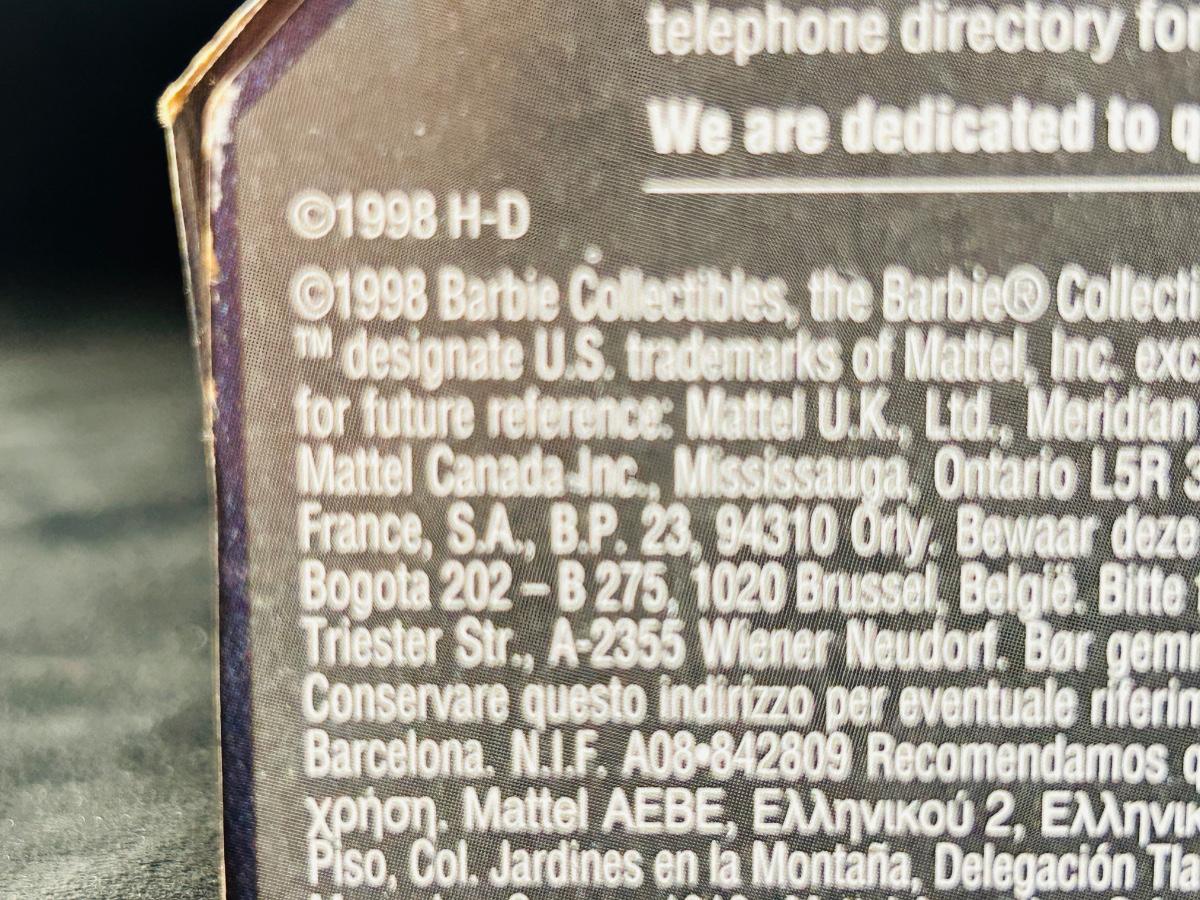 telephone directory for
We are dedicated to q
©1998 H-D
©1998 Barbie Collectibles, the Barbie® Collecti
™ designate U.S. trademarks of Mattel, Inc. exc
for future reference: Mattel U.K., Ltd., Meridian
Mattel Canada Inc., Mississauga, Ontario L5R 3
France, S.A., B.P. 23, 94310 Orly. Bewaar deze
Bogota 202 – B 275, 1020 Brussel, België. Bitte
Triester Str., A-2355 Wiener Neudorf. Bør gem
Conservare questo indirizzo per eventuale riferin
Barcelona. N.I.F. A08•842809 Recomendamos
χρήση. Mattel AEBE, Ελληνικού 2, Ελληνικ
Piso, Col. Jardines en la Montaña, Delegación Tla